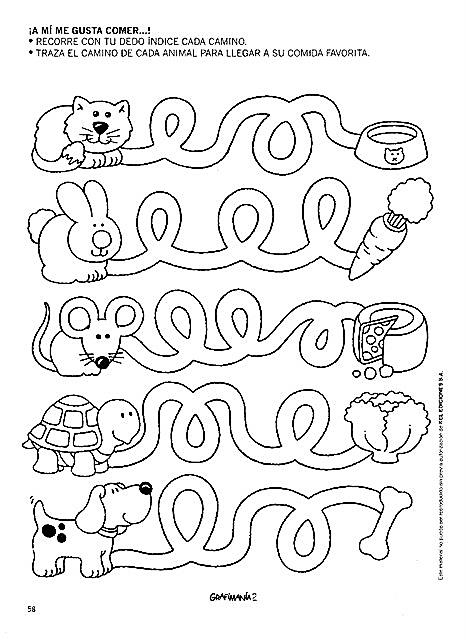 ¡A MÍ ME GUSTA COMER...!
* RECORRE CON TU DEDO ÍNDICE CADA CAMINO.
* TRAZA EL CAMINO DE CADA ANIMAL PARA LLEGAR A SU COMIDA FAVORITA.
EDICIONES S.A.
GRAFIMANÍA 2
58